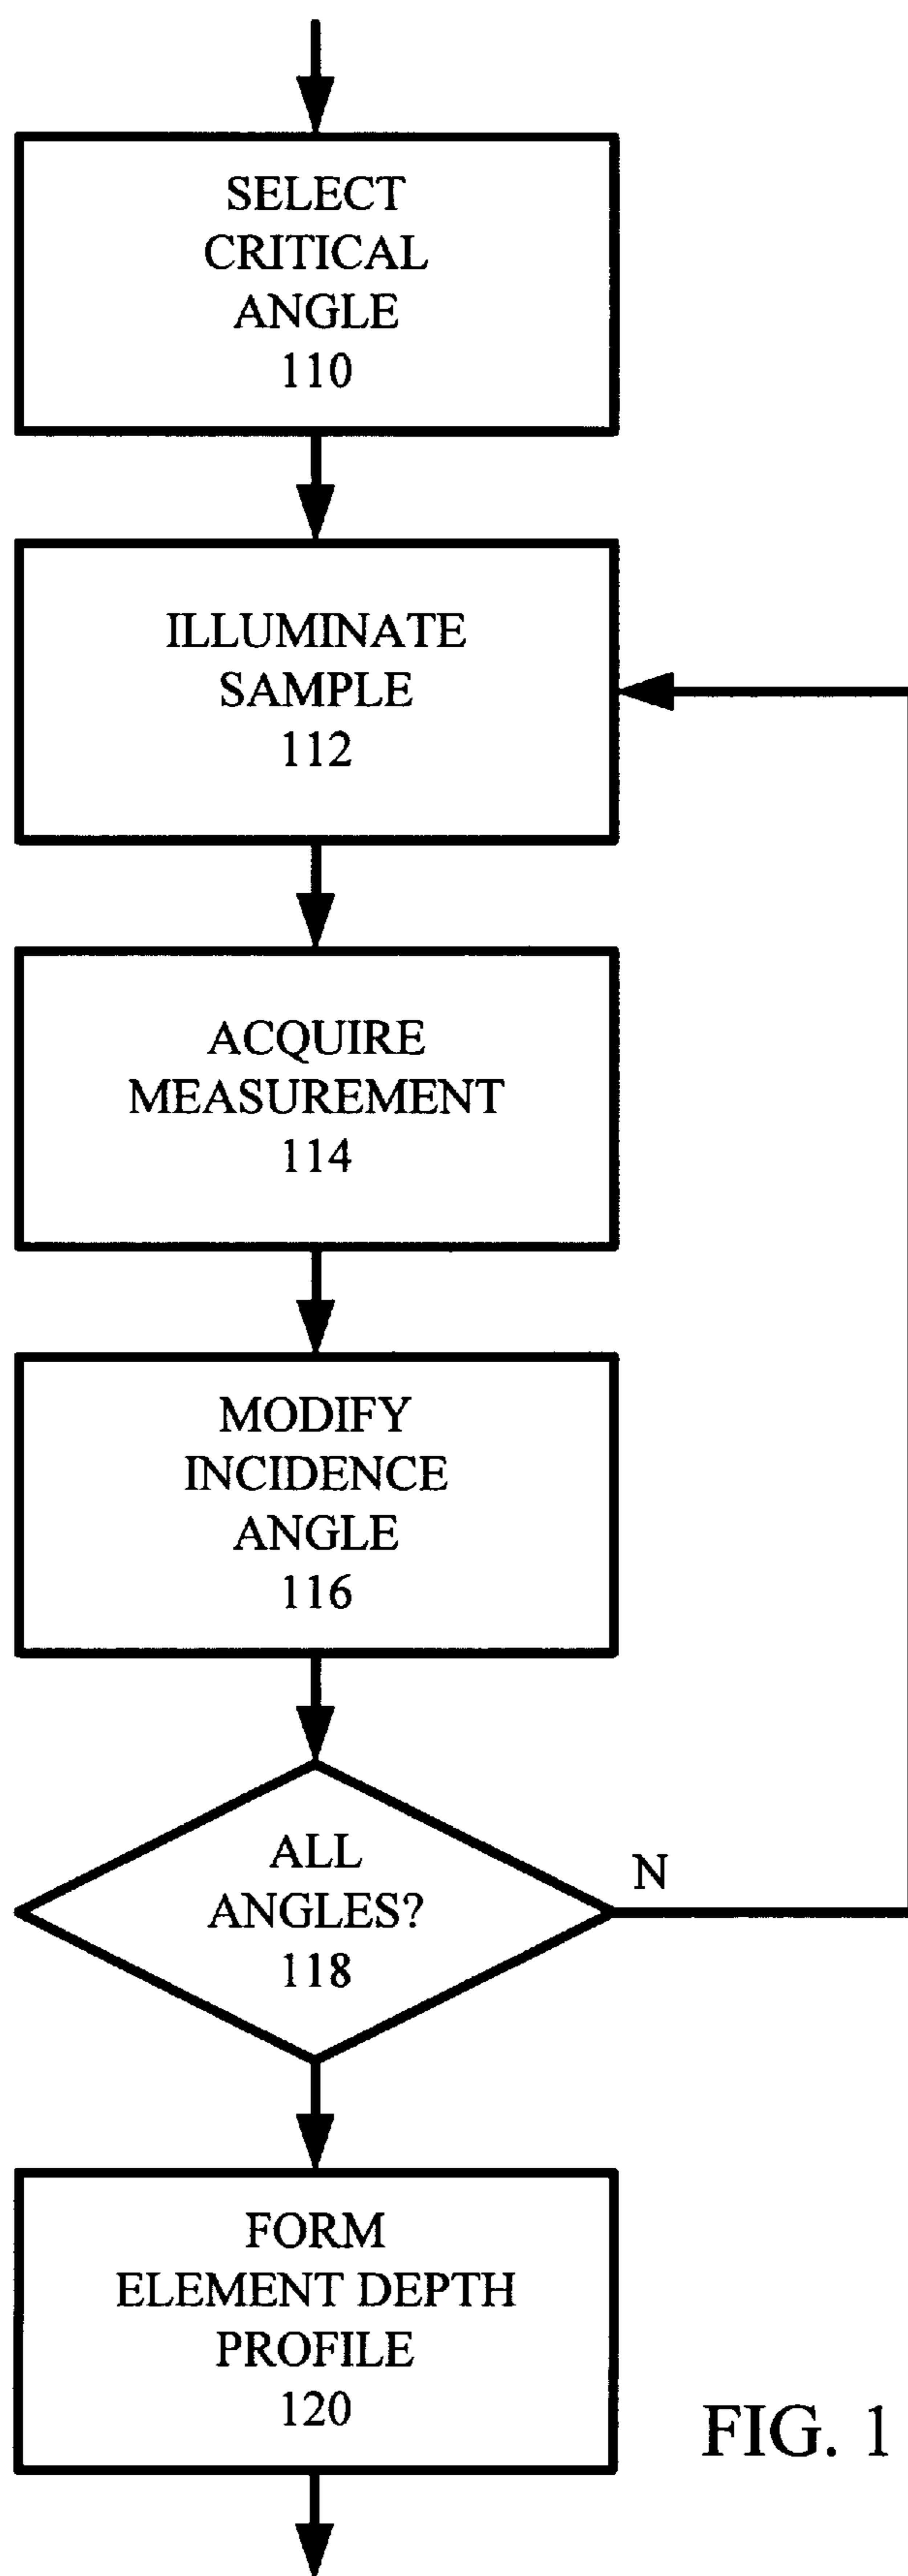 SELECT
CRITICAL
ANGLE
110
ILLUMINATE
SAMPLE
112
ACQUIRE
MEASUREMENT
114
MODIFY
INCIDENCE
ANGLE
116
ALL
ANGLES?
118
N
FORM
ELEMENT DEPTH
PROFILE
120
FIG. 1